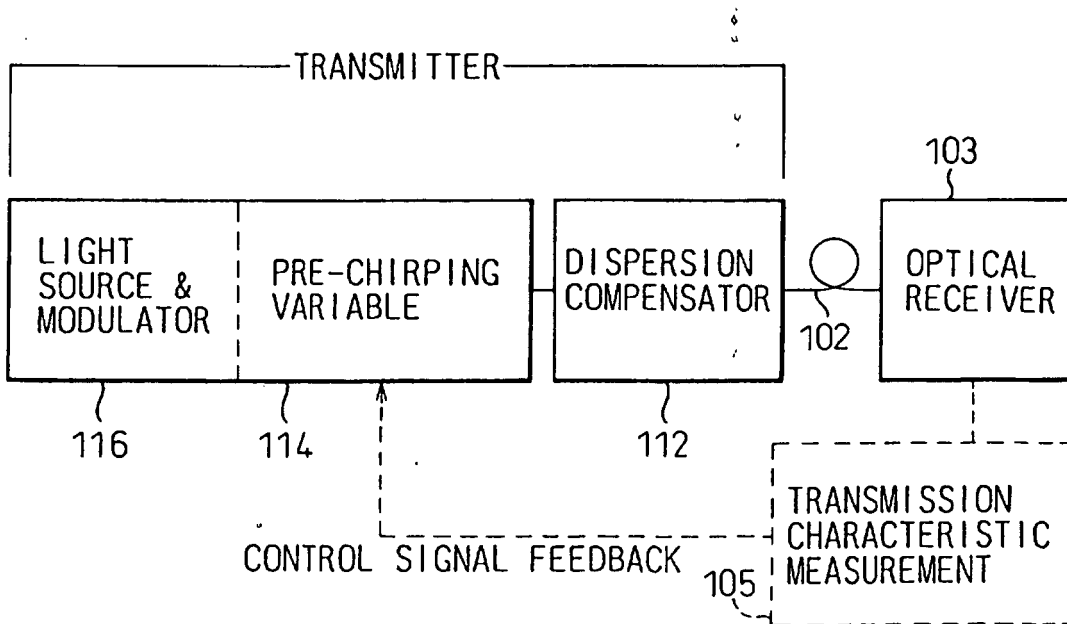 TRANSMITTER
103
LIGHT
SOURCE &
MODULATOR
PRE-CHIRPING
VARIABLE
DISPERSION
COMPENSATOR
OPTICAL
RECEIVER
102
116
114
112
TRANSMISSION
CHARACTERISTIC
MEASUREMENT
CONTROL SIGNAL FEEDBACK
105